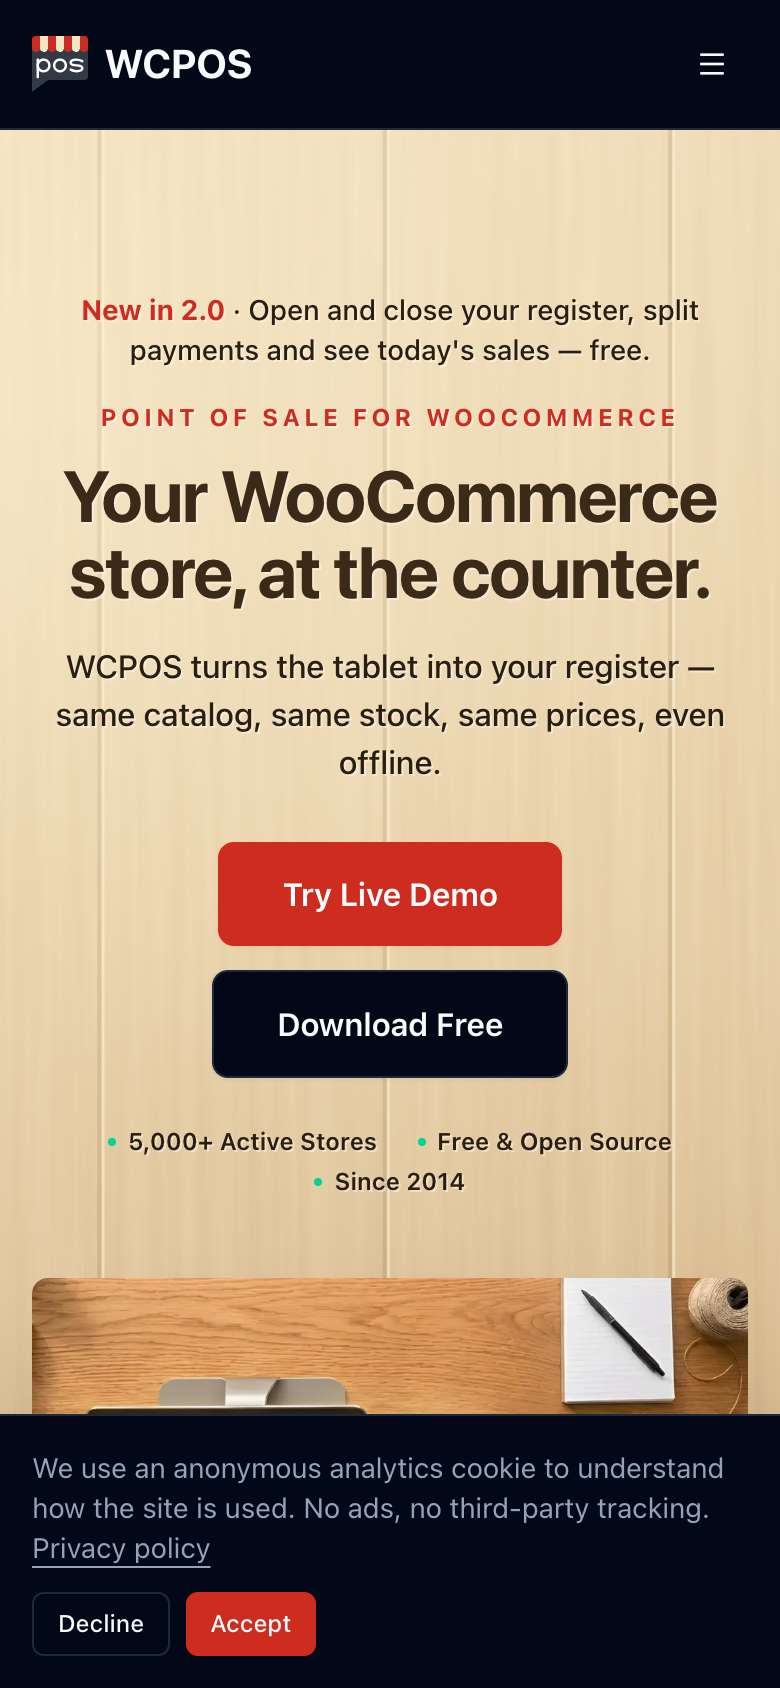 pos WCPOS
New in 2.0 · Open and close your register, split
payments and see today's sales — free.
POINT OF SALE FOR WOOCOMMERCE
Your WooCommerce
store, at the counter.
WCPOS turns the tablet into your register —
same catalog, same stock, same prices, even
offline.
Try Live Demo
Download Free
5,000+ Active Stores
Free & Open Source
Since 2014
We use an anonymous analytics cookie to understand
how the site is used. No ads, no third-party tracking.
Privacy policy
Decline
Accept